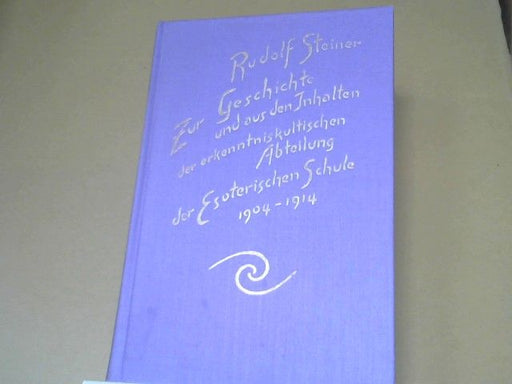 Rudolf Steiner
Zur Geschichte
und aus den Inhalten
der erkenntniskultischen
Abteilung
der Esoterischen Schule
1904-1914